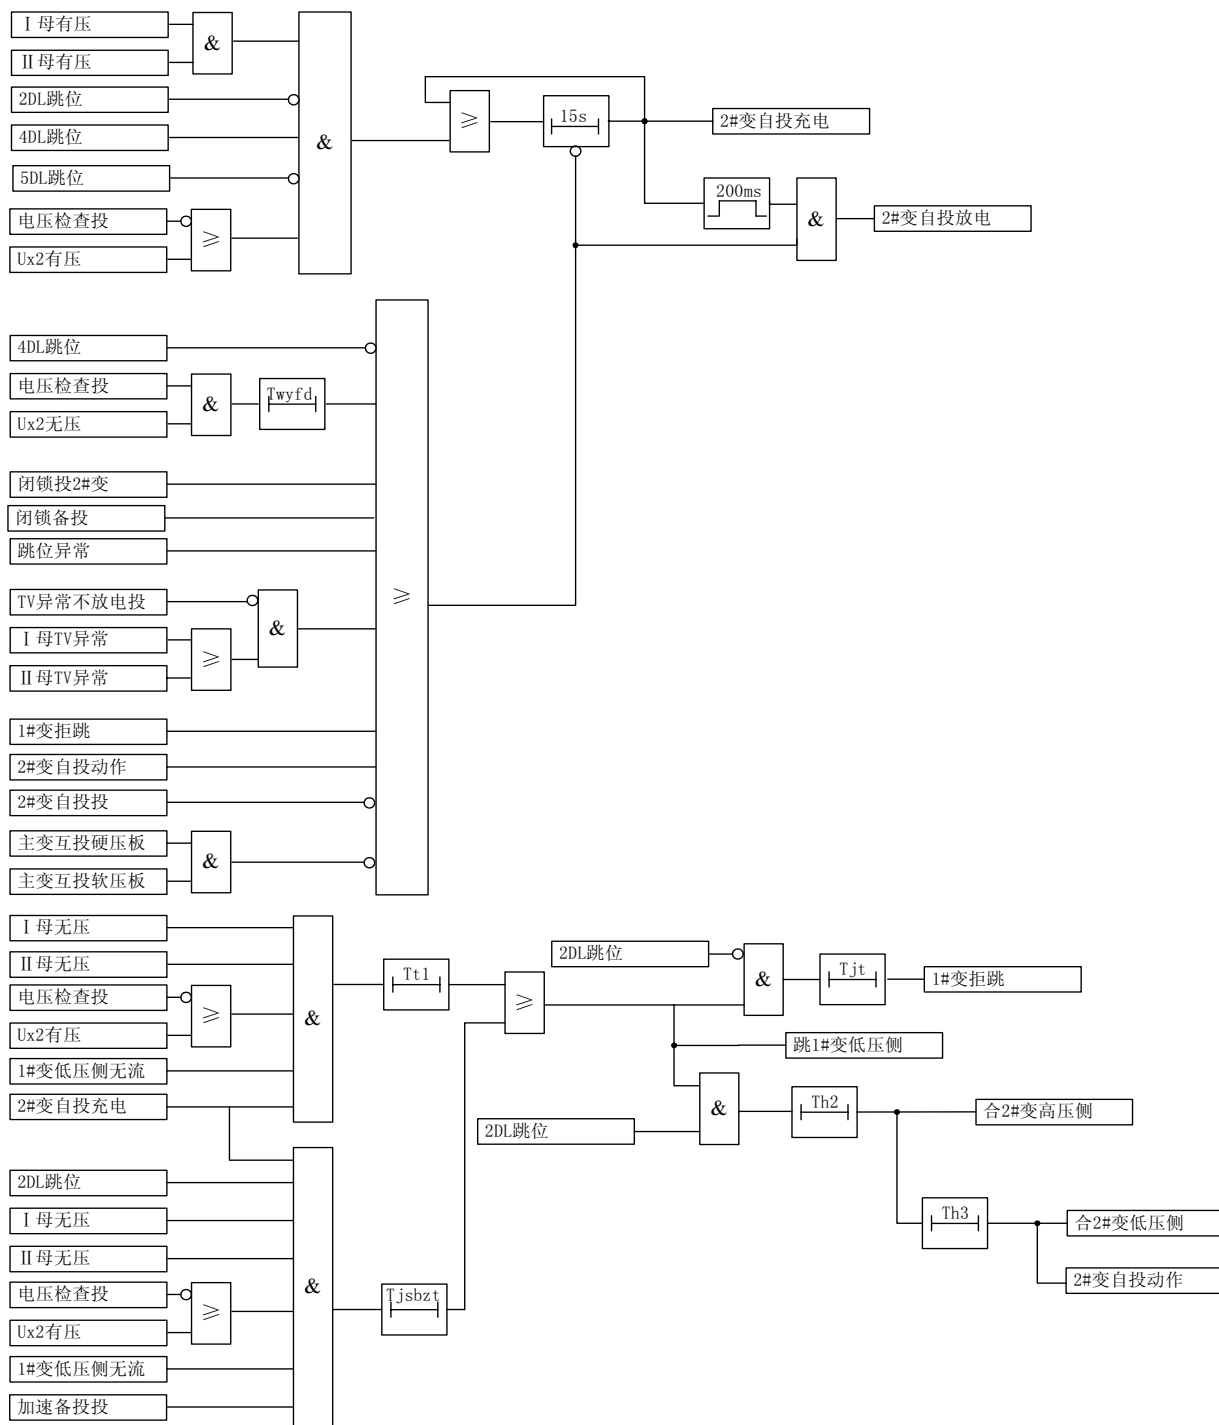 Ⅰ母有压
&
Ⅱ母有压
2DL跳位
4DL跳位
&
5DL跳位
电压检查投
≥
Ux2有压
≥
15s
2#变自投充电
200ms
&
2#变自投放电
4DL跳位
电压检查投
&
Twyfd
Ux2无压
闭锁投2#变
闭锁备投
跳位异常
≥
TV异常不放电投
&
Ⅰ母TV异常
≥
Ⅱ母TV异常
1#变拒跳
2#变自投动作
2#变自投投
主变互投硬压板
&
主变互投软压板
Ⅰ母无压
Ⅱ母无压
电压检查投
≥
Ux2有压
&
1#变低压侧无流
2#变自投充电
Tt1
≥
2DL跳位
&
Tjt
1#变拒跳
跳1#变低压侧
&
2DL跳位
Th2
合2#变高压侧
Th3
合2#变低压侧
2#变自投动作
2DL跳位
Ⅰ母无压
Ⅱ母无压
&
电压检查投
≥
Tjsbzt
Ux2有压
1#变低压侧无流
加速备投投